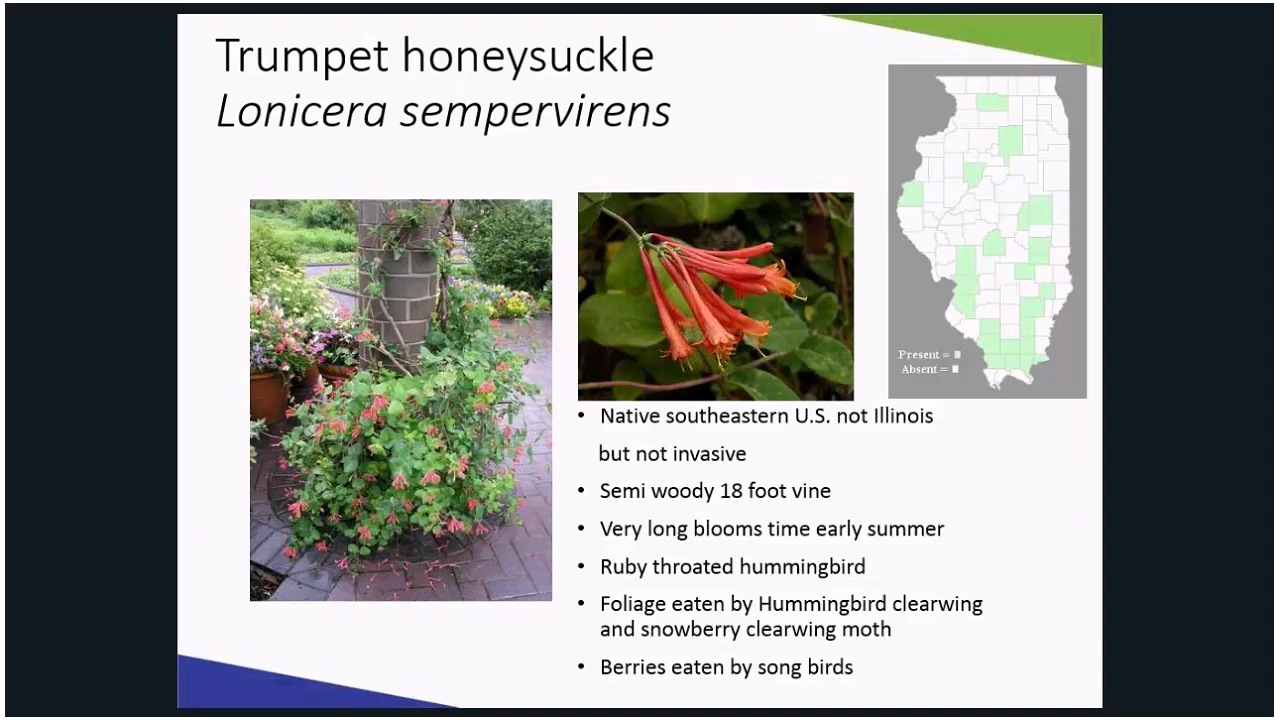 Trumpet honeysuckle
Lonicera sempervirens
Present =
Absent =
• Native southeastern U.S. not Illinois
but not invasive
• Semi woody 18 foot vine
• Very long blooms time early summer
• Ruby throated hummingbird
• Foliage eaten by Hummingbird clearwing
and snowberry clearwing moth
• Berries eaten by song birds